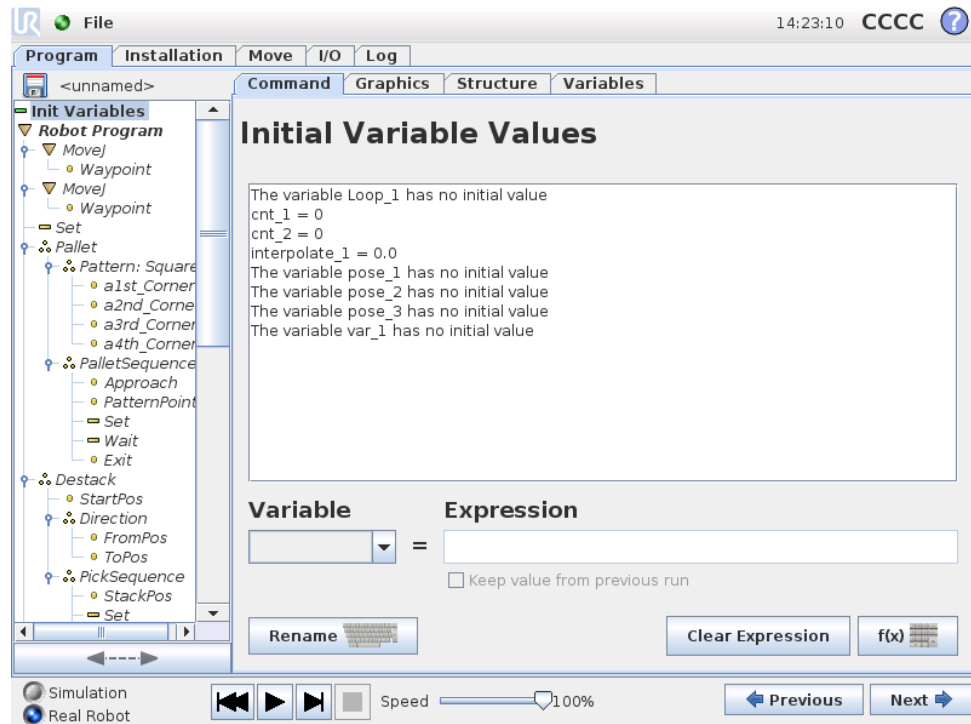 UR File 14:23:10 CCCC ?
Program Installation Move I/O Log
<unnamed> Command Graphics Structure Variables
Init Variables
Robot Program
MoveJ
Waypoint
MoveJ
Waypoint
Set
Pallet
Pattern: Square
a1st_Corner
a2nd_Corne
a3rd_Corner
a4th_Corner
PalletSequence
Approach
PatternPoint
Set
Wait
Exit
Destack
StartPos
Direction
FromPos
ToPos
PickSequence
StackPos
Set
Initial Variable Values
The variable Loop_1 has no initial value
cnt_1 = 0
cnt_2 = 0
interpolate_1 = 0.0
The variable pose_1 has no initial value
The variable pose_2 has no initial value
The variable pose_3 has no initial value
The variable var_1 has no initial value
Variable Expression
=
Keep value from previous run
Rename Clear Expression f(x)
Simulation
Real Robot
Speed 100%
Previous Next